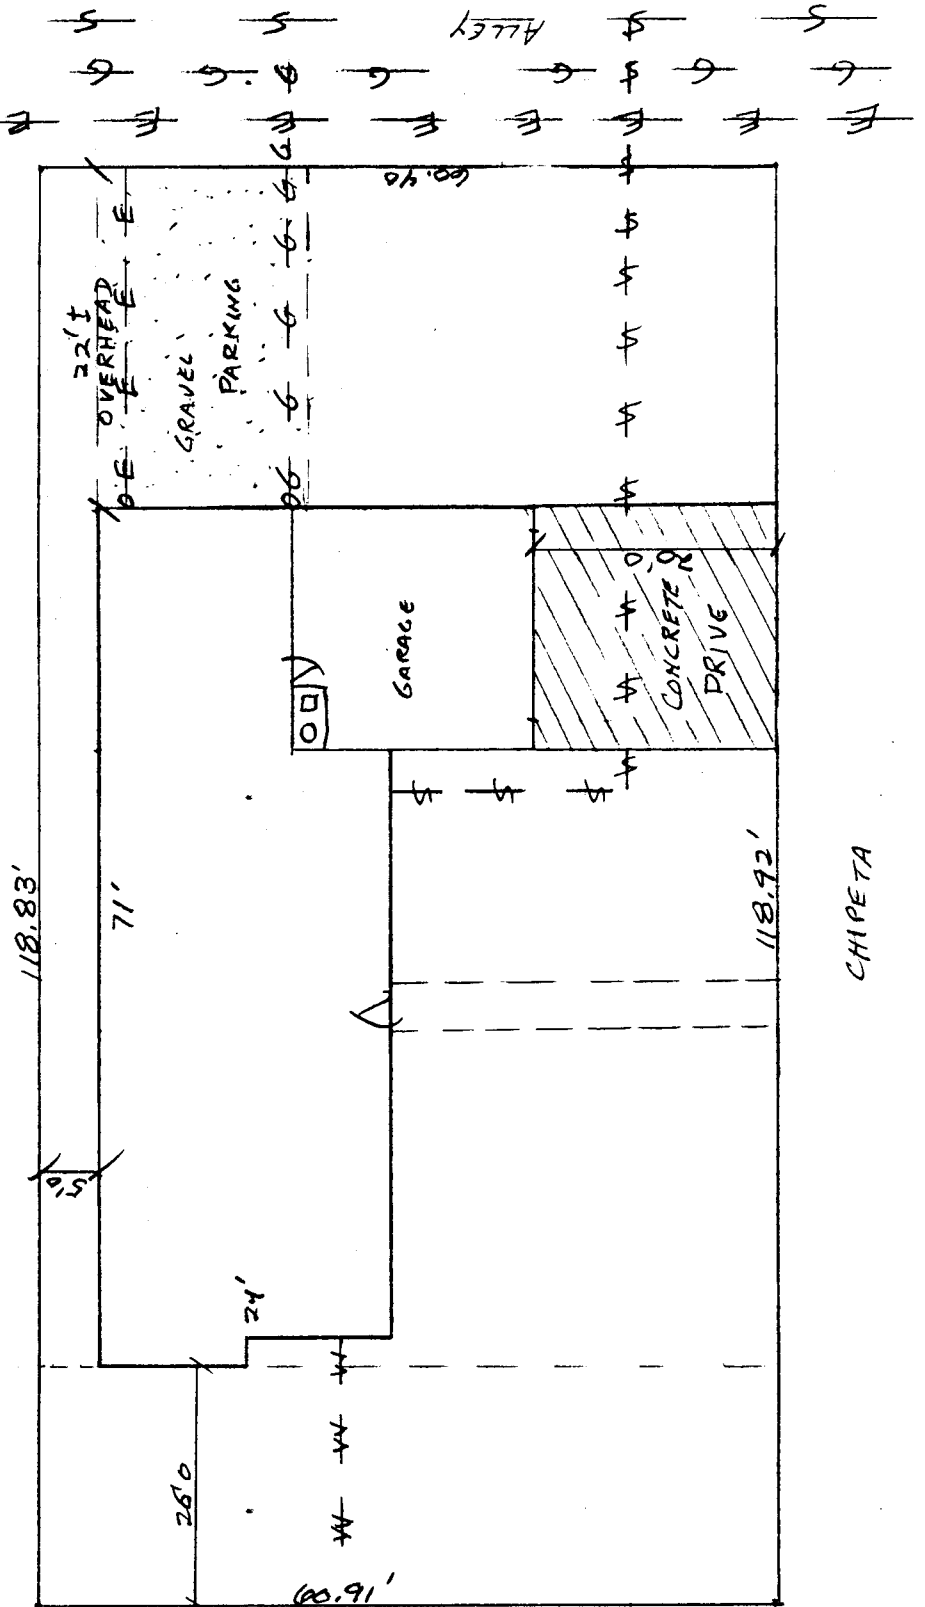 S S ALLEY S S
G G G G G S G G
E E E E E E E E
60.40
22'±
OVERHEAD
E E E E
GRAVEL
PARKING
G G G G G G G
S S S S S S
GARAGE
20'0
CONCRETE
DRIVE
S S S
S S S
118.83'
71'
118.92'
CHIPETA
5'0
24'
26'0
W W W
60.91'